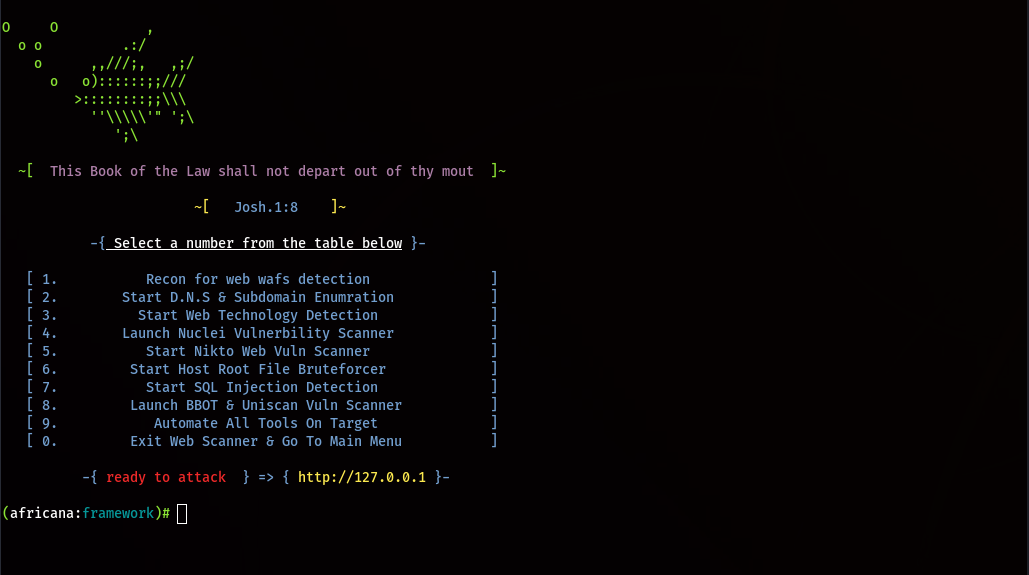 O     O           ,
  o o          .:/
    o      ,,///;,   ,;/
      o   o)::::::;;///
         >::::::::;;\\\
           ''\\\\\'" ';\
              ';\
~[  This Book of the Law shall not depart out of thy mout  ]~
~[   Josh.1:8    ]~
-{ Select a number from the table below }-
[ 1.           Recon for web wafs detection               ]
[ 2.        Start D.N.S & Subdomain Enumration            ]
[ 3.          Start Web Technology Detection              ]
[ 4.        Launch Nuclei Vulnerbility Scanner            ]
[ 5.           Start Nikto Web Vuln Scanner               ]
[ 6.         Start Host Root File Bruteforcer             ]
[ 7.           Start SQL Injection Detection              ]
[ 8.         Launch BBOT & Uniscan Vuln Scanner           ]
[ 9.            Automate All Tools On Target              ]
[ 0.         Exit Web Scanner & Go To Main Menu           ]
-{ ready to attack  } => { http://127.0.0.1 }-
(africana:framework)#